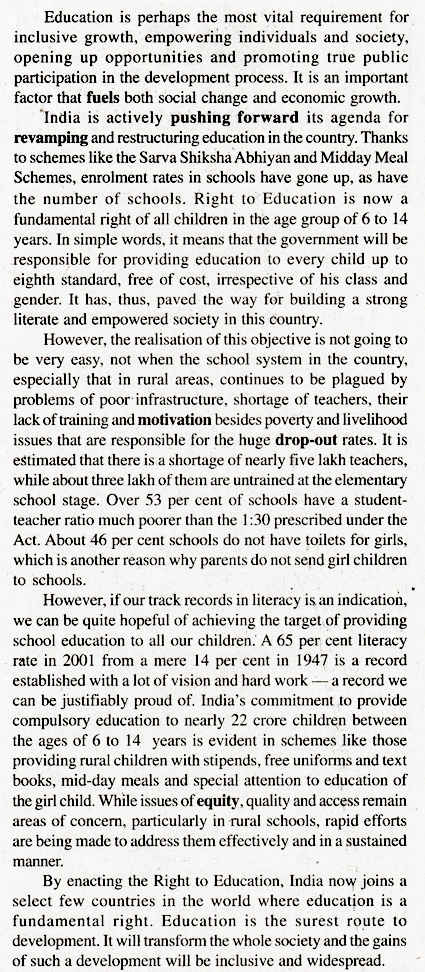 Education is perhaps the most vital requirement for
inclusive growth, empowering individuals and society,
opening up opportunities and promoting true public
participation in the development process. It is an important
factor that fuels both social change and economic growth.
India is actively pushing forward its agenda for
revamping and restructuring education in the country. Thanks
to schemes like the Sarva Shiksha Abhiyan and Midday Meal
Schemes, enrolment rates in schools have gone up, as have
the number of schools. Right to Education is now a
fundamental right of all children in the age group of 6 to 14
years. In simple words, it means that the government will be
responsible for providing education to every child up to
eighth standard, free of cost, irrespective of his class and
gender. It has, thus, paved the way for building a strong
literate and empowered society in this country.
However, the realisation of this objective is not going to
be very easy, not when the school system in the country,
especially that in rural areas, continues to be plagued by
problems of poor infrastructure, shortage of teachers, their
lack of training and motivation besides poverty and livelihood
issues that are responsible for the huge drop-out rates. It is
estimated that there is a shortage of nearly five lakh teachers,
while about three lakh of them are untrained at the elementary
school stage. Over 53 per cent of schools have a student-
teacher ratio much poorer than the 1:30 prescribed under the
Act. About 46 per cent schools do not have toilets for girls,
which is another reason why parents do not send girl children
to schools.
However, if our track records in literacy is an indication,
we can be quite hopeful of achieving the target of providing
school education to all our children. A 65 per cent literacy
rate in 2001 from a mere 14 per cent in 1947 is a record
established with a lot of vision and hard work — a record we
can be justifiably proud of. India's commitment to provide
compulsory education to nearly 22 crore children between
the ages of 6 to 14 years is evident in schemes like those
providing rural children with stipends, free uniforms and text
books, mid-day meals and special attention to education of
the girl child. While issues of equity, quality and access remain
areas of concern, particularly in rural schools, rapid efforts
are being made to address them effectively and in a sustained
manner.
By enacting the Right to Education, India now joins a
select few countries in the world where education is a
fundamental right. Education is the surest route to
development. It will transform the whole society and the gains
of such a development will be inclusive and widespread.